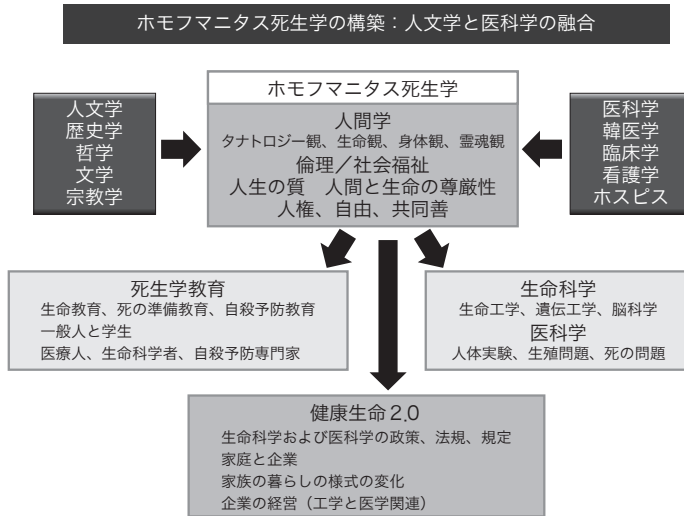 ホモフマニタス死生学の構築：人文学と医科学の融合
人文学
歴史学
哲学
文学
宗教学
ホモフマニタス死生学
人間学
タナトロジー観、生命観、身体観、霊魂観
倫理／社会福祉
人生の質　人間と生命の尊厳性
人権、自由、共同善
医科学
韓医学
臨床学
看護学
ホスピス
死生学教育
生命教育、死の準備教育、自殺予防教育
一般人と学生
医療人、生命科学者、自殺予防専門家
生命科学
生命工学、遺伝工学、脳科学
医科学
人体実験、生殖問題、死の問題
健康生命2.0
生命科学および医科学の政策、法規、規定
家庭と企業
家族の暮らしの様式の変化
企業の経営（工学と医学関連）